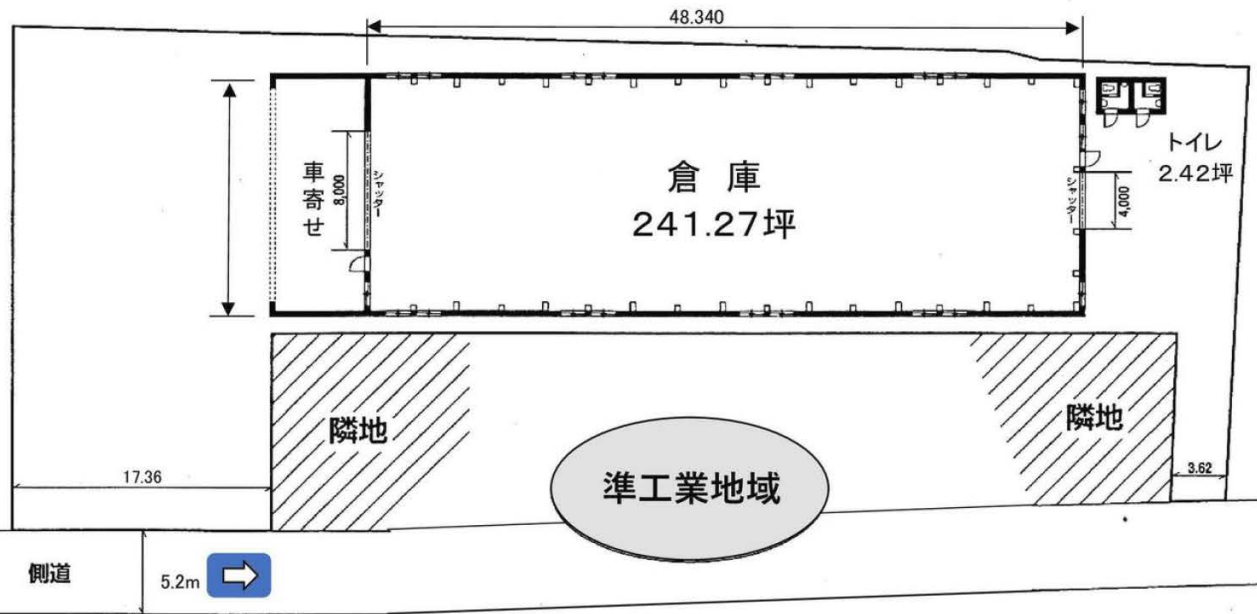 48.340
車寄せ
8,000
シャッター
倉 庫
241.27坪
シャッター
4,000
トイレ
2.42坪
隣地
隣地
準工業地域
17.36
3.62
側道
5.2m